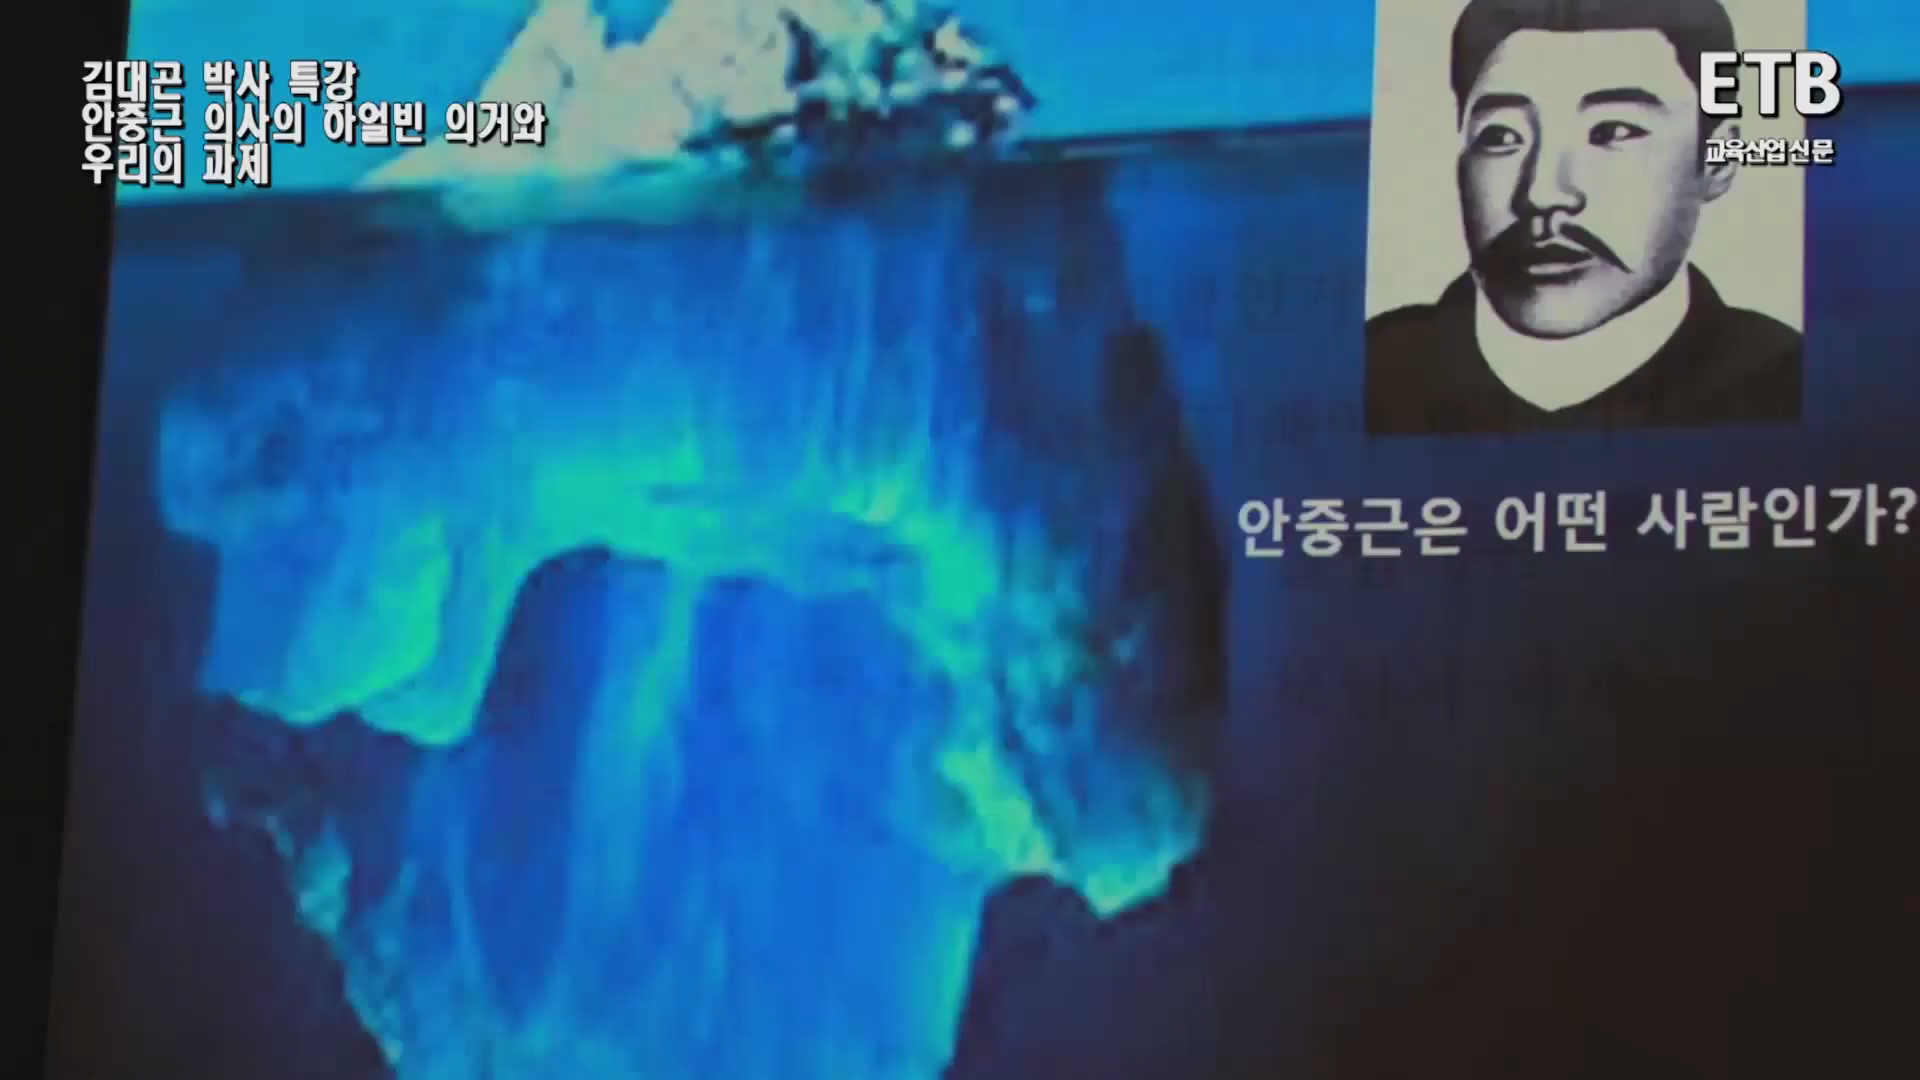 김대곤 박사 특강
안중근 의사의 하얼빈 의거와
우리의 과제
ETB
교육산업신문
안중근은 어떤 사람인가?